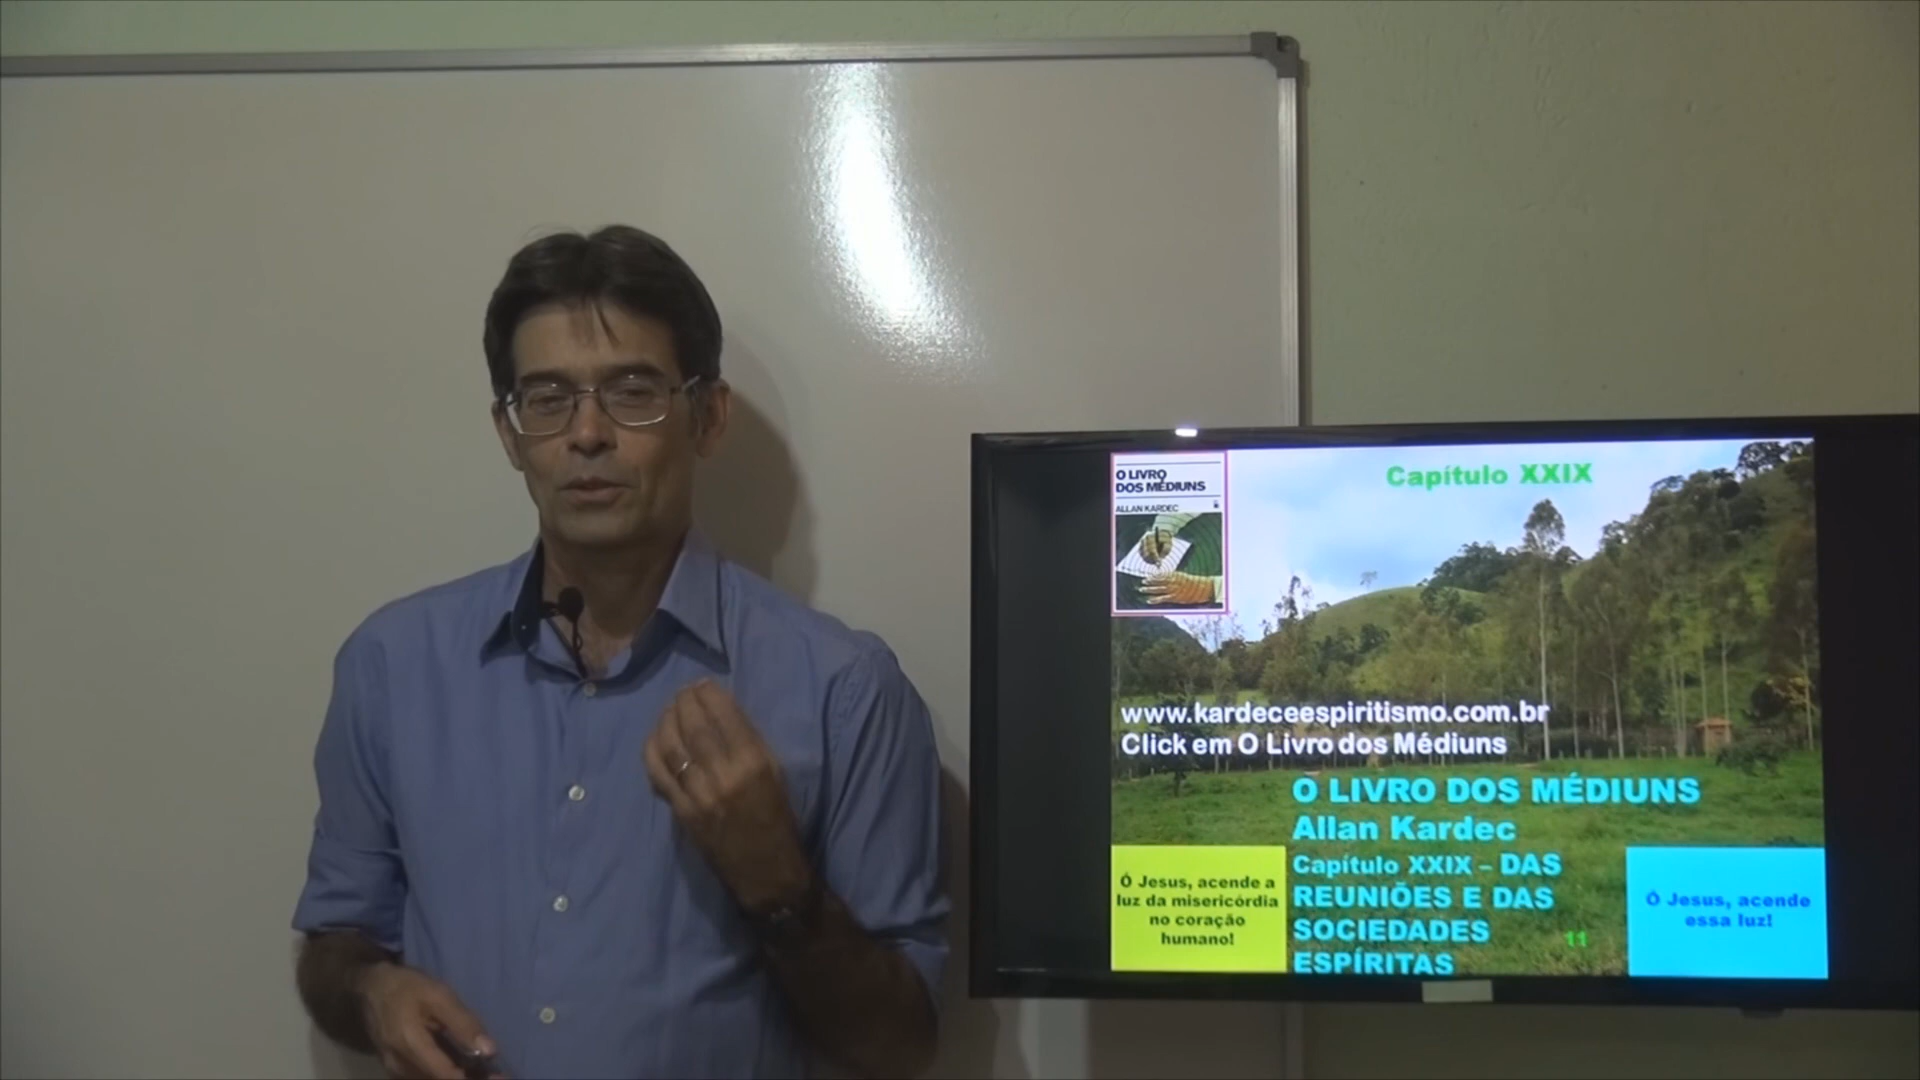 O LIVRO
DOS MÉDIUNS
ALLAN KARDEC
Capítulo XXIX
www.kardeceespiritismo.com.br
Click em O Livro dos Médiuns
O LIVRO DOS MÉDIUNS
Allan Kardec
Capítulo XXIX – DAS
REUNIÕES E DAS
SOCIEDADES
ESPÍRITAS
11
Ó Jesus, acende a
luz da misericórdia
no coração
humano!
Ó Jesus, acende
essa luz!